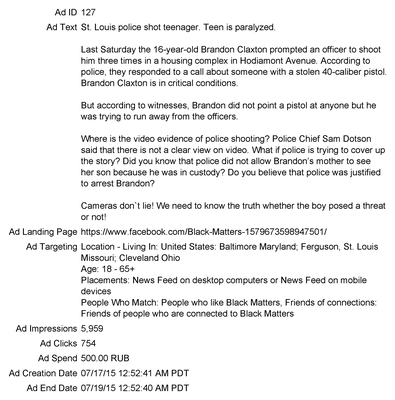 Ad ID 127
Ad Text St. Louis police shot teenager. Teen is paralyzed.
Last Saturday the 16-year-old Brandon Claxton prompted an officer to shoot
him three times in a housing complex in Hodiamont Avenue. According to
police, they responded to a call about someone with a stolen 40-caliber pistol.
Brandon Claxton is in critical conditions.
But according to witnesses, Brandon did not point a pistol at anyone but he
was trying to run away from the officers.
Where is the video evidence of police shooting? Police Chief Sam Dotson
said that there is not a clear view on video. What if police is trying to cover up
the story? Did you know that police did not allow Brandon's mother to see
her son because he was in custody? Do you believe that police was justified
to arrest Brandon?
Cameras don`t lie! We need to know the truth whether the boy posed a threat
or not!
Ad Landing Page https://www.facebook.com/Black-Matters-1579673598947501/
Ad Targeting Location - Living In: United States: Baltimore Maryland; Ferguson, St. Louis
Missouri; Cleveland Ohio
Age: 18 - 65+
Placements: News Feed on desktop computers or News Feed on mobile
devices
People Who Match: People who like Black Matters, Friends of connections:
Friends of people who are connected to Black Matters
Ad Impressions 5,959
Ad Clicks 754
Ad Spend 500.00 RUB
Ad Creation Date 07/17/15 12:52:41 AM PDT
Ad End Date 07/19/15 12:52:40 AM PDT